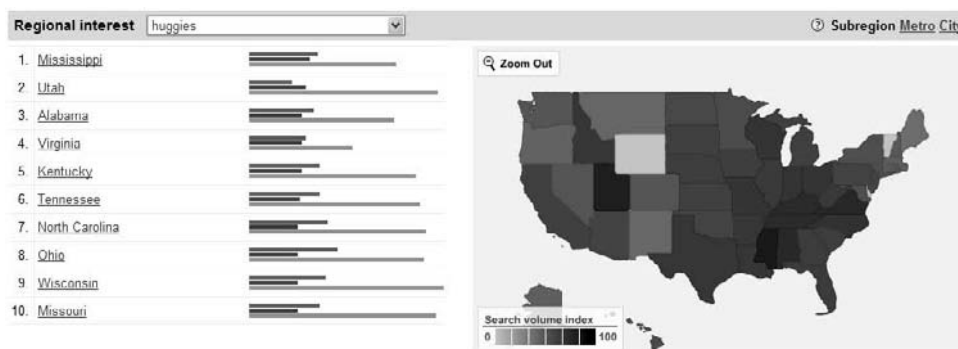 Regional interest huggies
Subregion Metro City
1. Mississippi
2. Utah
3. Alabama
4. Virginia
5. Kentucky
6. Tennessee
7. North Carolina
8. Ohio
9. Wisconsin
10. Missouri
Zoom Out
Search volume index
0 100